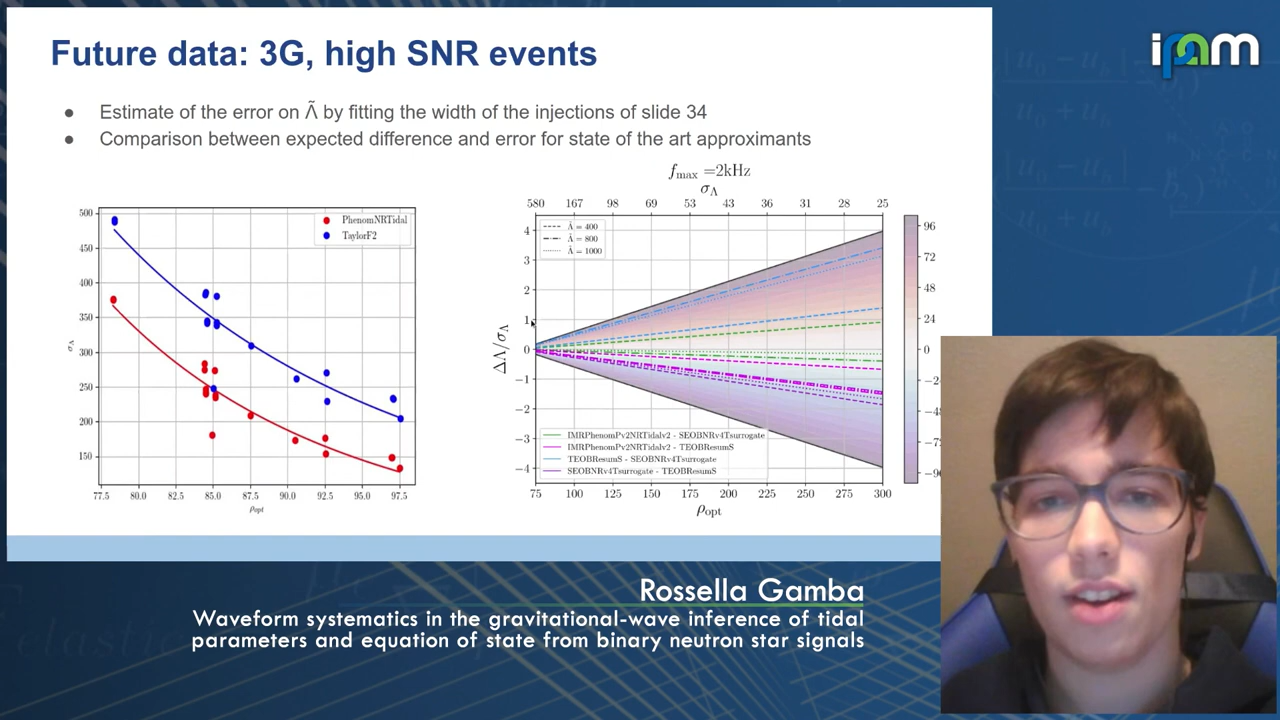 Future data: 3G, high SNR events
ipam
● Estimate of the error on Λ̃ by fitting the width of the injections of slide 34
● Comparison between expected difference and error for state of the art approximants
PhenomNRTidal
TaylorF2
500
450
400
350
300
250
200
150
σΛ
77.5 80.0 82.5 85.0 87.5 90.0 92.5 95.0 97.5
ρopt
fmax =2kHz
σΛ
580 167 98 69 53 43 36 31 28 25
Λ̃ = 400
Λ̃ = 800
Λ̃ = 1000
4
3
2
1
0
−1
−2
−3
−4
ΔΛ/σΛ
IMRPhenomPv2NRTidalv2 - SEOBNRv4Tsurrogate
IMRPhenomPv2NRTidalv2 - TEOBResumS
TEOBResumS - SEOBNRv4Tsurrogate
SEOBNRv4Tsurrogate - TEOBResumS
75 100 125 150 175 200 225 250 275 300
ρopt
96
72
48
24
0
Rossella Gamba
Waveform systematics in the gravitational-wave inference of tidal
parameters and equation of state from binary neutron star signals